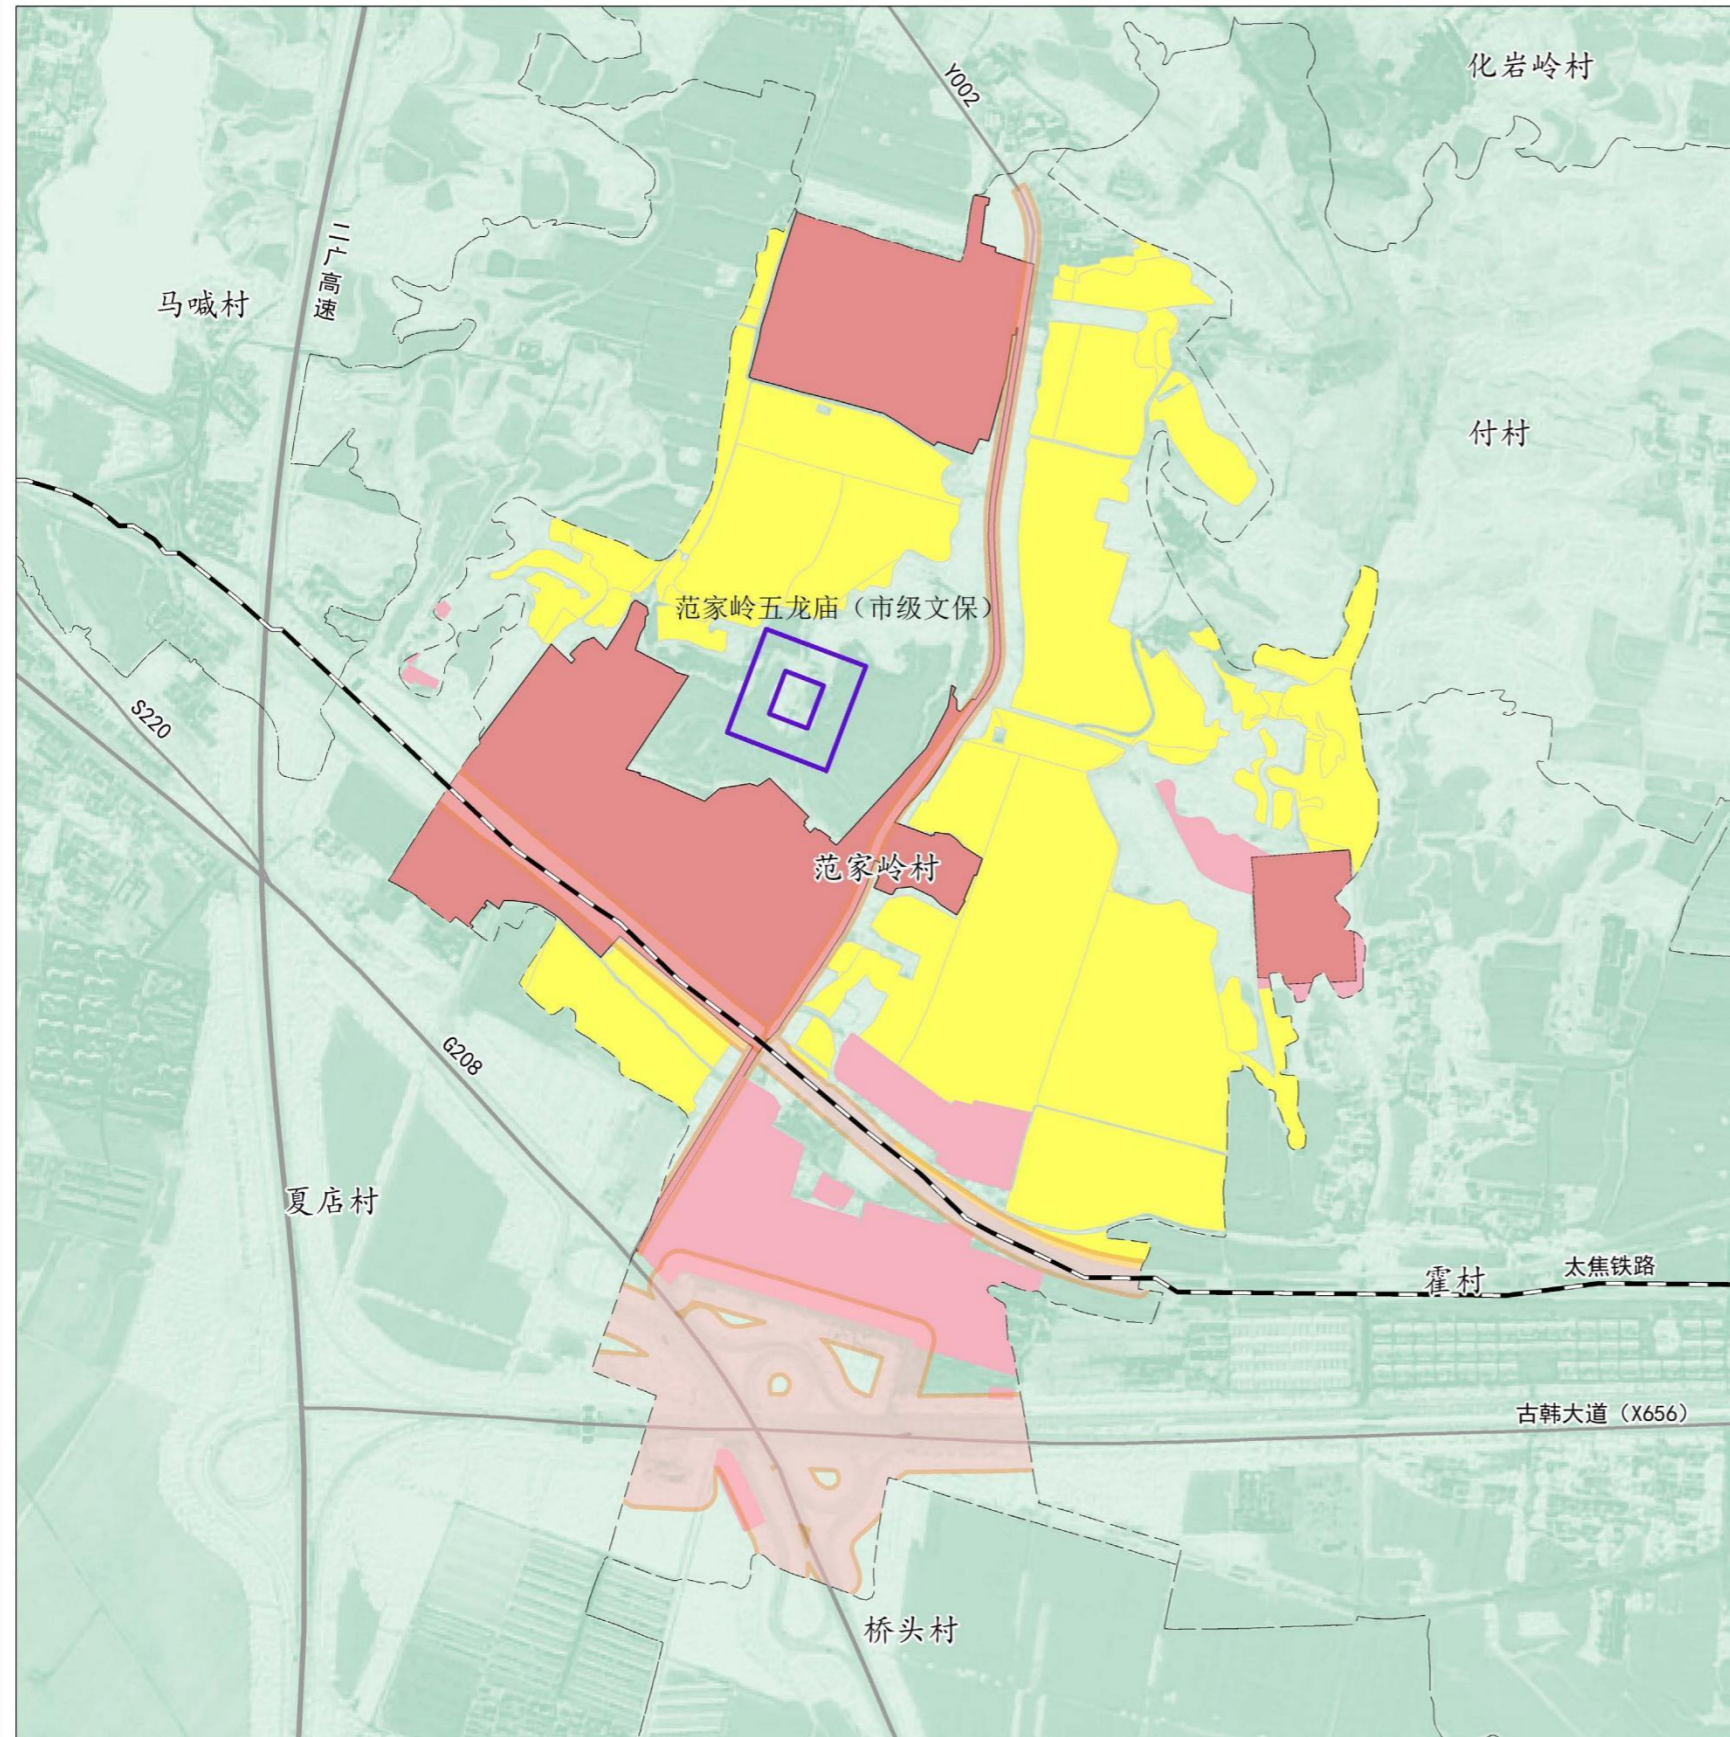 化岩岭村
Y002
二广高速
马喊村
付村
范家岭五龙庙（市级文保）
S220
范家岭村
G208
夏店村
太焦铁路
霍村
古韩大道（X656）
桥头村